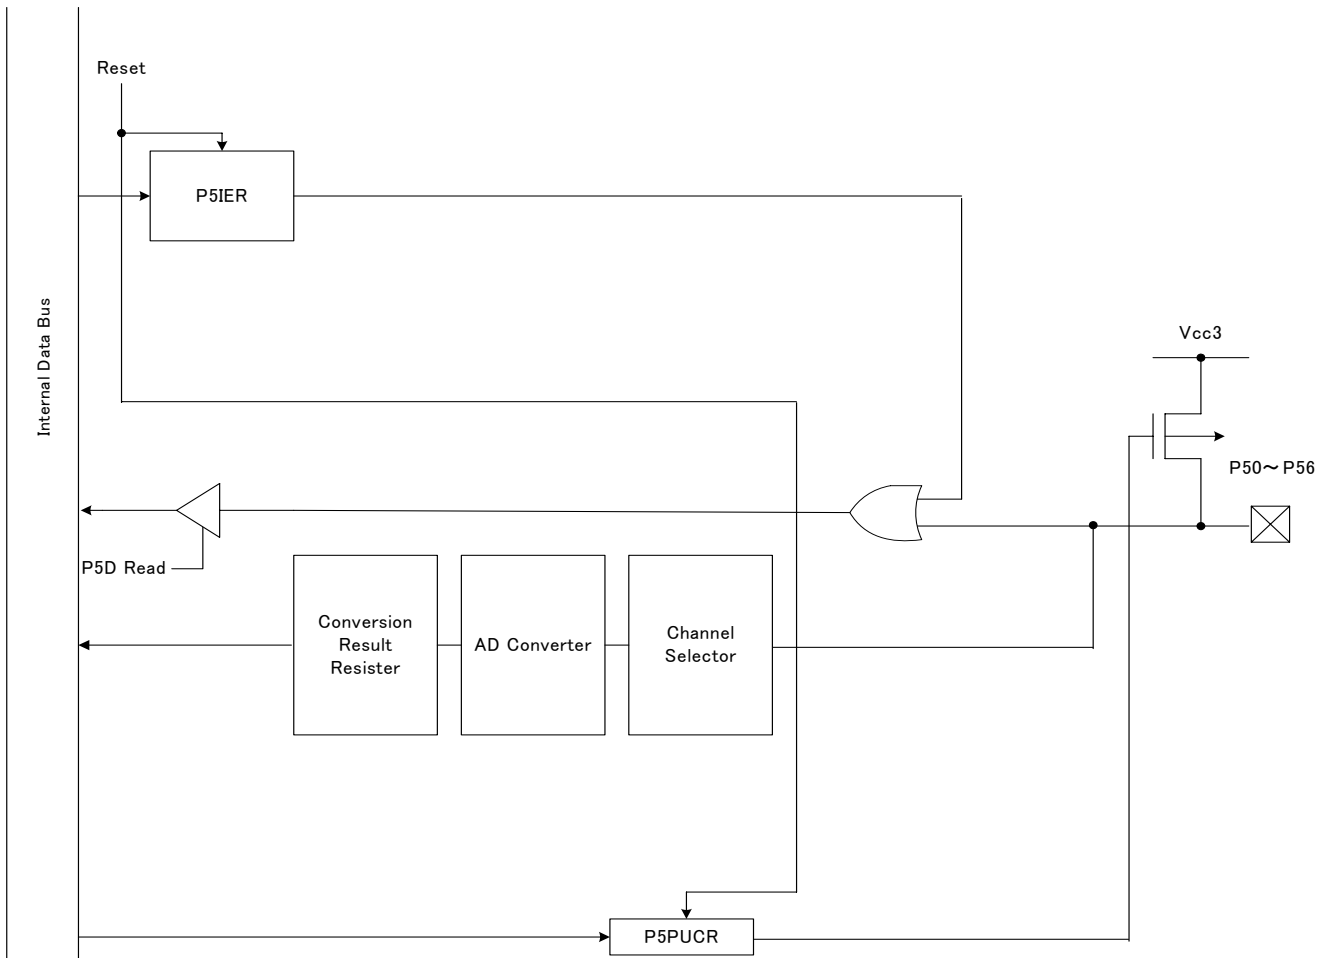 Reset
P5IER
Internal Data Bus
Vcc3
P50～P56
P5D Read
Conversion
Result
Resister
AD Converter
Channel
Selector
P5PUCR